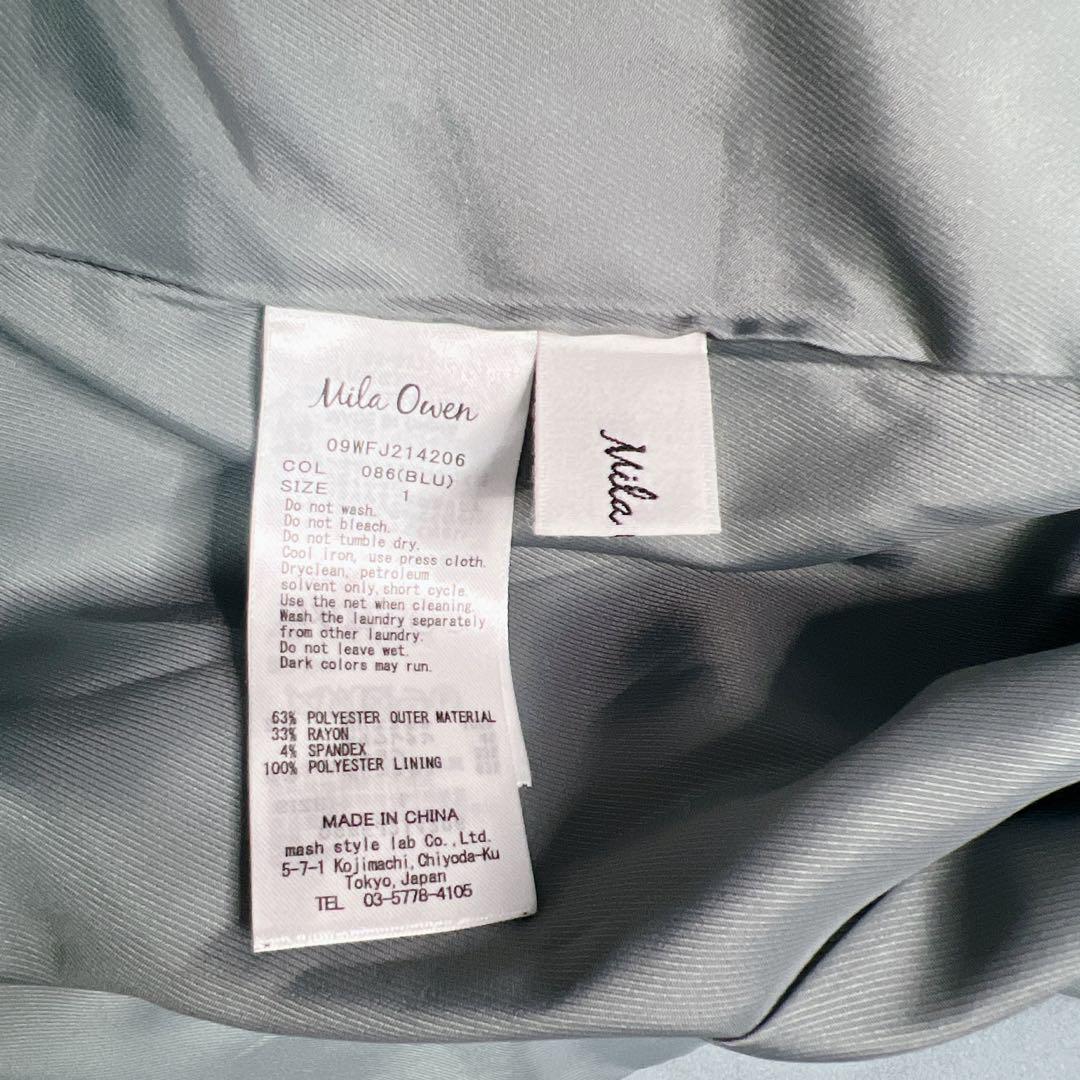 Mila Owen
09WFJ214206
COL 086(BLU)
SIZE 1
Do not wash.
Do not bleach.
Do not tumble dry.
Cool iron, use press cloth.
Dryclean, petroleum
solvent only, short cycle.
Use the net when cleaning.
Wash the laundry separately
from other laundry.
Do not leave wet.
Dark colors may run.
63% POLYESTER OUTER MATERIAL
33% RAYON
4% SPANDEX
100% POLYESTER LINING
MADE IN CHINA
mash style lab Co.,Ltd.
5-7-1 Kojimachi,Chiyoda-Ku
Tokyo,Japan
TEL 03-5778-4105
Mila